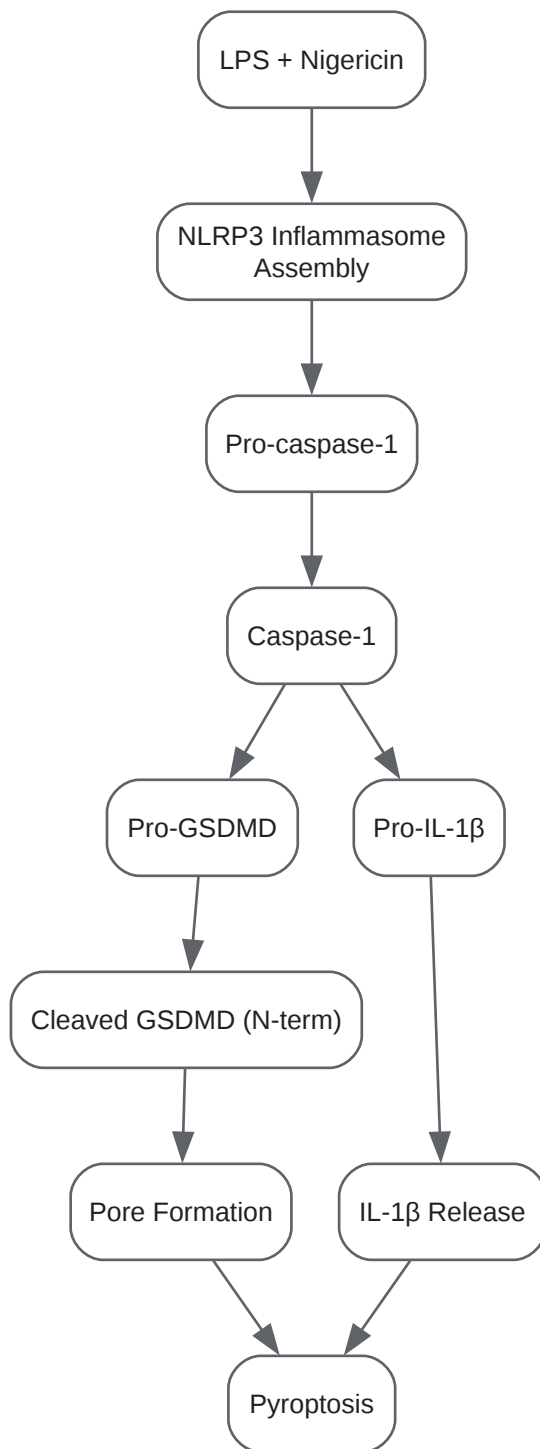 LPS + Nigericin
NLRP3 Inflammasome
Assembly
Pro-caspase-1
Caspase-1
Pro-GSDMD
Pro-IL-1β
Cleaved GSDMD (N-term)
Pore Formation
IL-1β Release
Pyroptosis